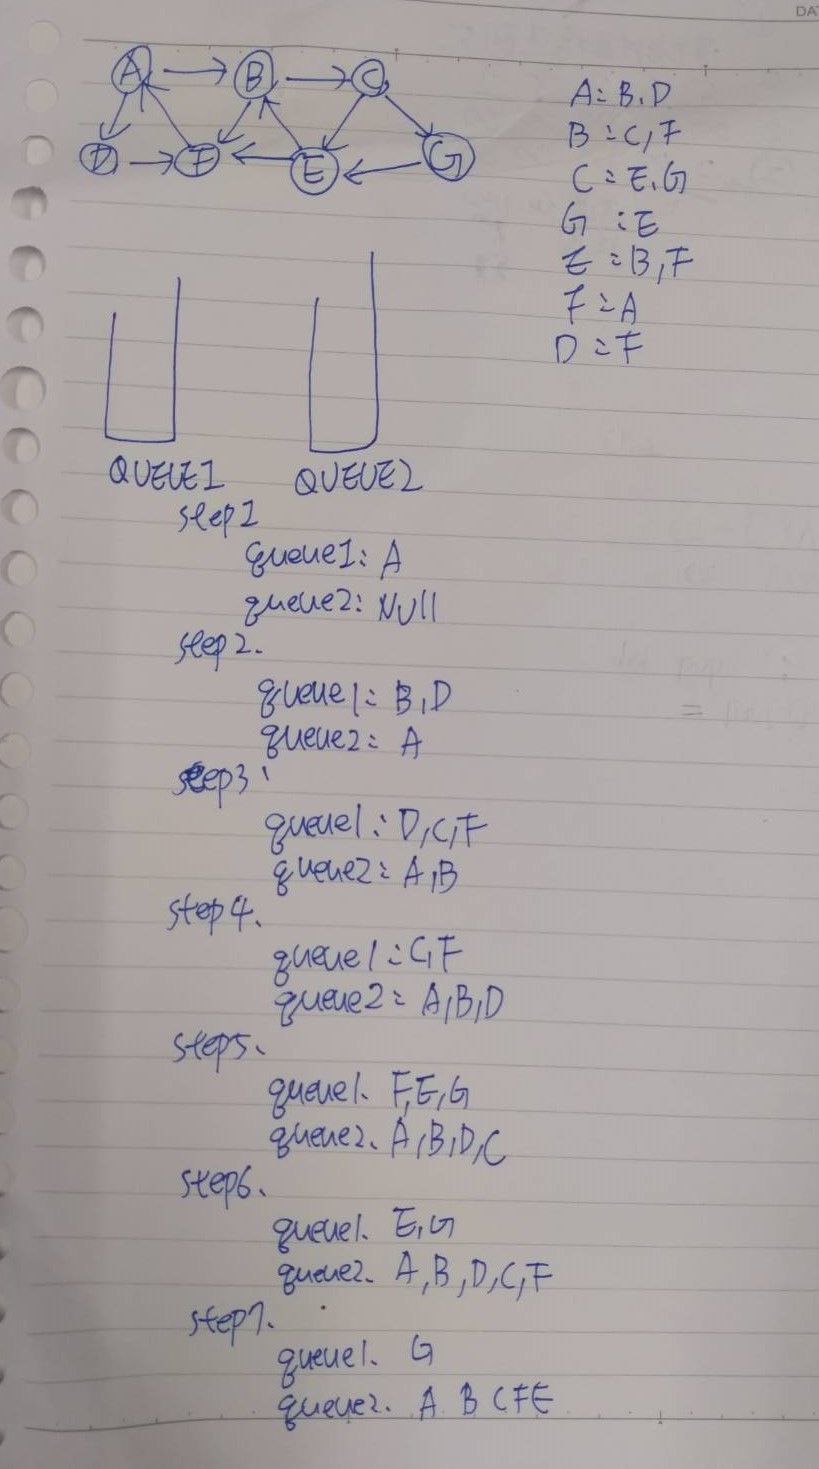 DA
A B C
D F E G
A: B, D
B: C, F
C: E, G
G: E
E: B, F
F: A
D: F
QUEUE1 QUEUE2
step1
queue1: A
queue2: NUll
step2.
queue1: B, D
queue2: A
step3:
queue1: D, C, F
queue2: A, B
step4.
queue1: C, F
queue2: A, B, D
step5.
queue1. F, E, G
queue2. A, B, D, C
step6.
queue1. E, G
queue2. A, B, D, C, F
step7.
queue1. G
queue2. A B C F E